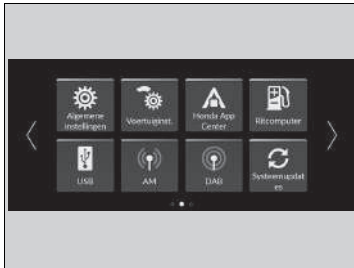 Algemene
instellingen
Voertuiginst.
Honda App
Center
Ritcomputer
USB
AM
DAB
Systeemupdat
es